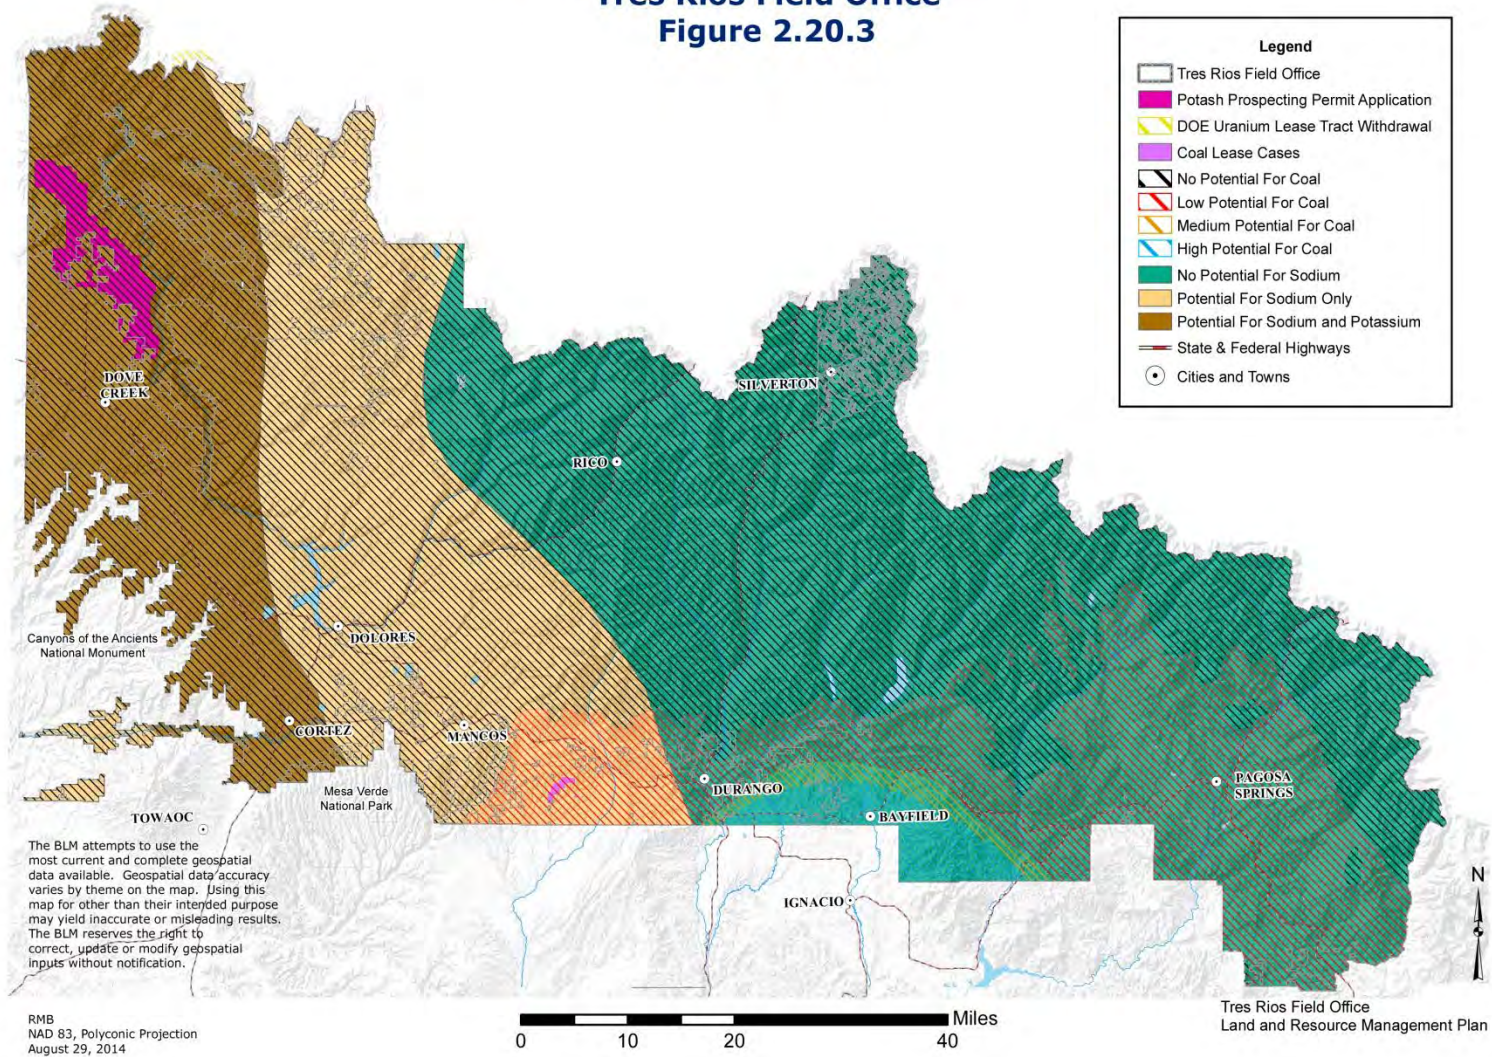 Tres Rios Field Office
Figure 2.20.3
Legend
Tres Rios Field Office
Potash Prospecting Permit Application
DOE Uranium Lease Tract Withdrawal
Coal Lease Cases
No Potential For Coal
Low Potential For Coal
Medium Potential For Coal
High Potential For Coal
No Potential For Sodium
Potential For Sodium Only
Potential For Sodium and Potassium
State & Federal Highways
Cities and Towns
DOVE
CREEK
SILVERTON
RICO
Canyons of the Ancients
National Monument
DOLORES
CORTEZ
MANCOS
Mesa Verde
National Park
DURANGO
BAYFIELD
PAGOSA
SPRINGS
TOWAOC
IGNACIO
The BLM attempts to use the
most current and complete geospatial
data available. Geospatial data accuracy
varies by theme on the map. Using this
map for other than their intended purpose
may yield inaccurate or misleading results.
The BLM reserves the right to
correct, update or modify geospatial
inputs without notification.
N
RMB
NAD 83, Polyconic Projection
August 29, 2014
Miles
0 10 20 40
Tres Rios Field Office
Land and Resource Management Plan